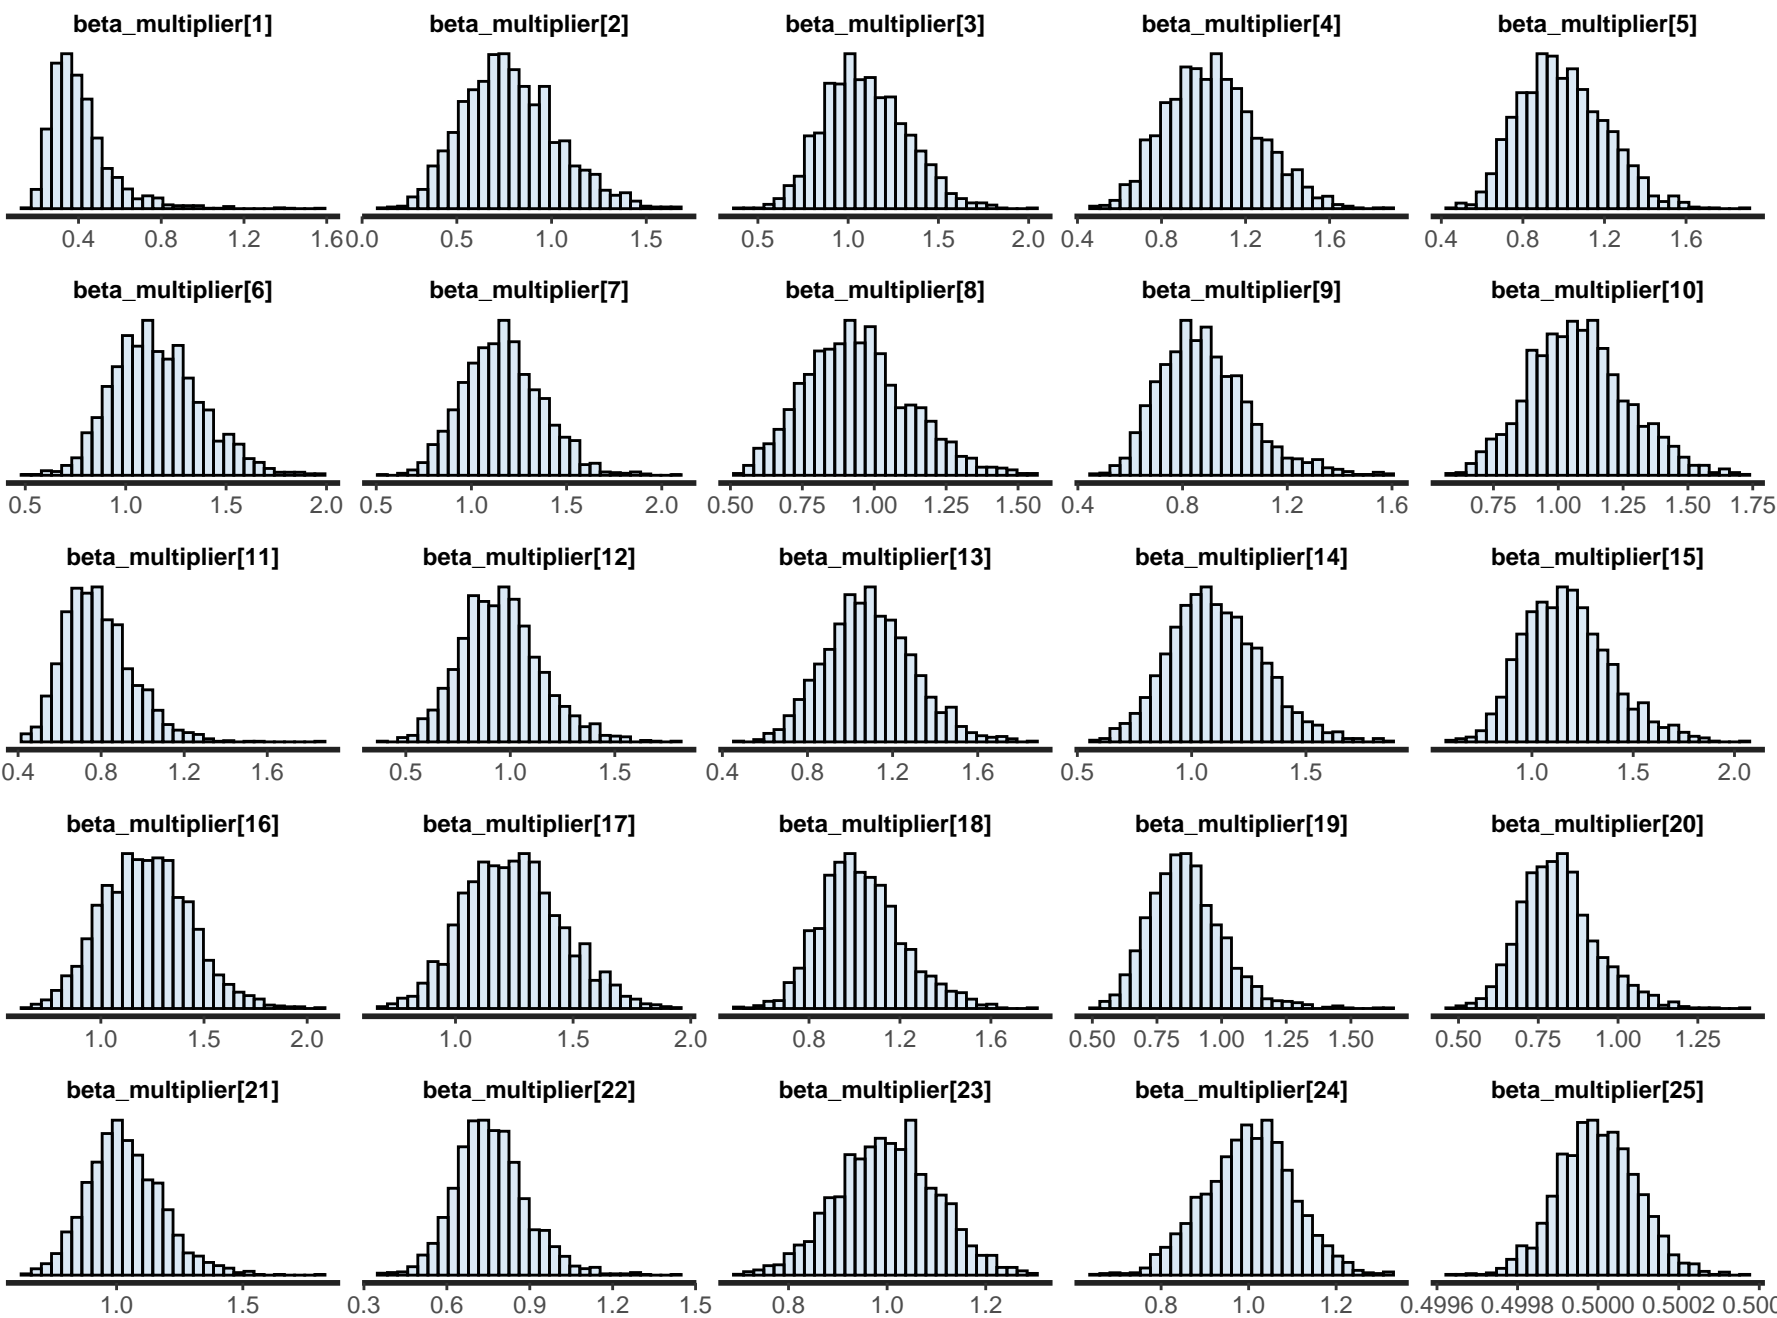 beta_multiplier[1] beta_multiplier[2] beta_multiplier[3] beta_multiplier[4] beta_multiplier[5]
0.4 0.8 1.2 1.6 0.0 0.5 1.0 1.5 0.5 1.0 1.5 2.0 0.4 0.8 1.2 1.6 0.4 0.8 1.2 1.6
beta_multiplier[6] beta_multiplier[7] beta_multiplier[8] beta_multiplier[9] beta_multiplier[10]
0.5 1.0 1.5 2.0 0.5 1.0 1.5 2.0 0.50 0.75 1.00 1.25 1.50 0.4 0.8 1.2 1.6 0.75 1.00 1.25 1.50 1.75
beta_multiplier[11] beta_multiplier[12] beta_multiplier[13] beta_multiplier[14] beta_multiplier[15]
0.4 0.8 1.2 1.6 0.5 1.0 1.5 0.4 0.8 1.2 1.6 0.5 1.0 1.5 1.0 1.5 2.0
beta_multiplier[16] beta_multiplier[17] beta_multiplier[18] beta_multiplier[19] beta_multiplier[20]
1.0 1.5 2.0 1.0 1.5 2.0 0.8 1.2 1.6 0.50 0.75 1.00 1.25 1.50 0.50 0.75 1.00 1.25
beta_multiplier[21] beta_multiplier[22] beta_multiplier[23] beta_multiplier[24] beta_multiplier[25]
1.0 1.5 0.3 0.6 0.9 1.2 1.5 0.8 1.0 1.2 0.8 1.0 1.2 0.4996 0.4998 0.5000 0.5002